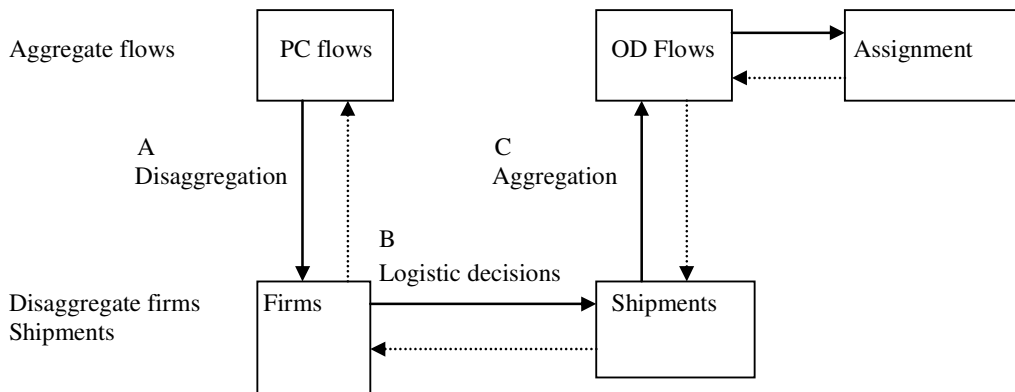 Aggregate flows
PC flows
OD Flows
Assignment
A
Disaggregation
C
Aggregation
B
Logistic decisions
Disaggregate firms
Shipments
Firms
Shipments